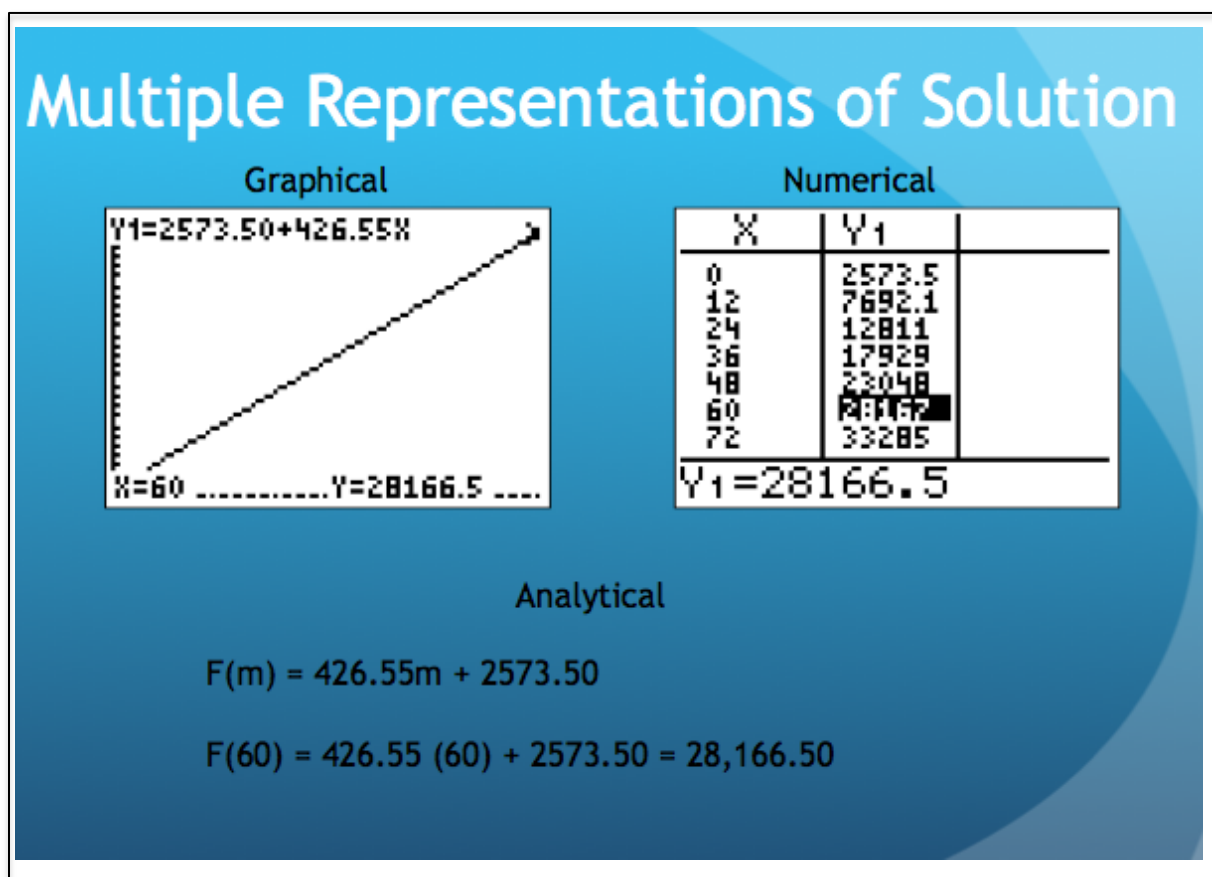 Multiple Representations of Solution
Graphical
Y1=2573.50+426.55X
X=60 ............Y=28166.5 ....
Numerical
X Y1
0 2573.5
12 7692.1
24 12811
36 17929
48 23048
60 28167
72 33285
Y1=28166.5
Analytical
F(m) = 426.55m + 2573.50
F(60) = 426.55 (60) + 2573.50 = 28,166.50